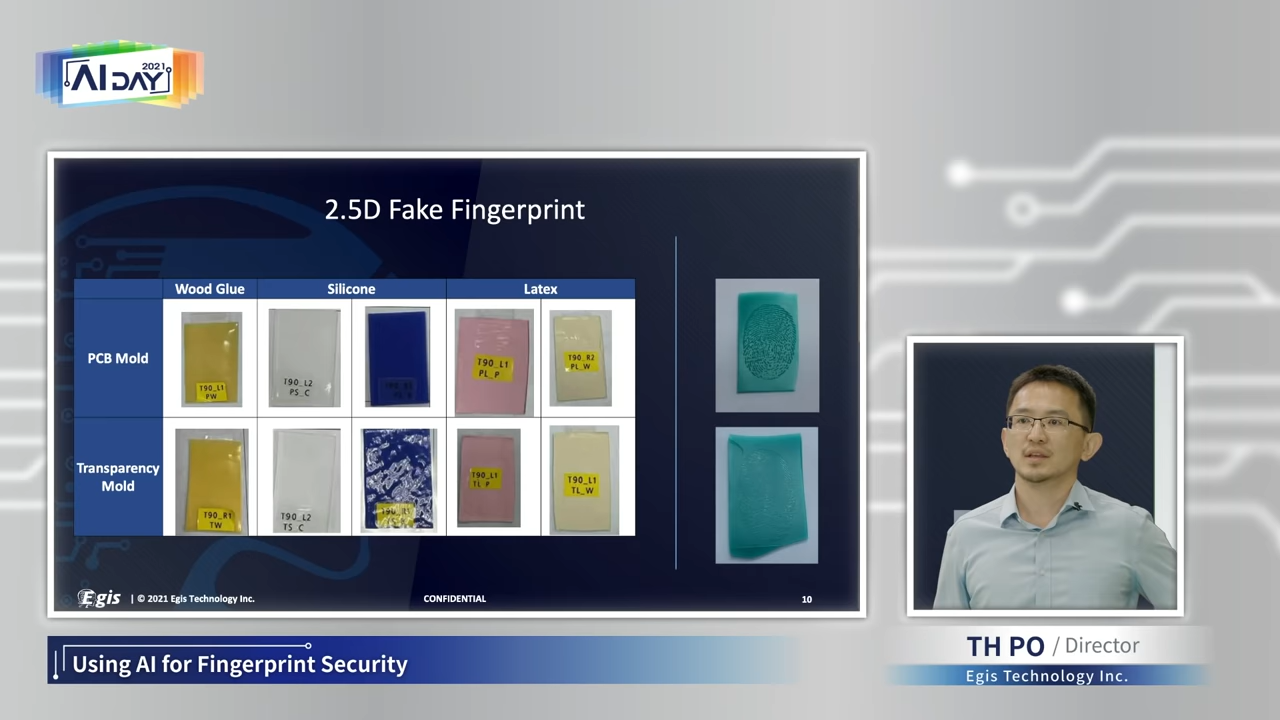 AI DAY 2021
2.5D Fake Fingerprint
Wood Glue Silicone Latex
PCB Mold
T90_L1
PW
T90_L2
PS_C
T90_L1
PL_P
T90_R2
PL_W
Transparency
Mold
T90_R1
TW
T90_L2
TS_C
T90_L1
TL_P
T90_L1
TL_W
Egis | © 2021 Egis Technology Inc. CONFIDENTIAL 10
Using AI for Fingerprint Security
TH PO / Director
Egis Technology Inc.